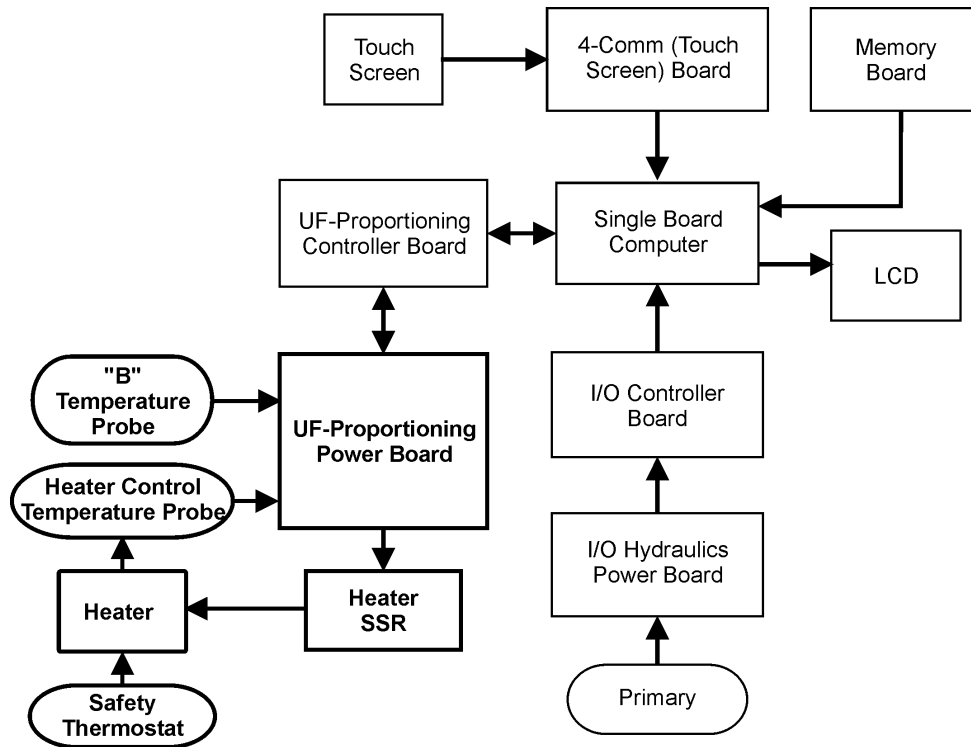 Touch
Screen
4-Comm (Touch
Screen) Board
Memory
Board
UF-Proportioning
Controller Board
Single Board
Computer
LCD
"B"
Temperature
Probe
UF-Proportioning
Power Board
I/O Controller
Board
Heater Control
Temperature Probe
I/O Hydraulics
Power Board
Heater
Heater
SSR
Safety
Thermostat
Primary